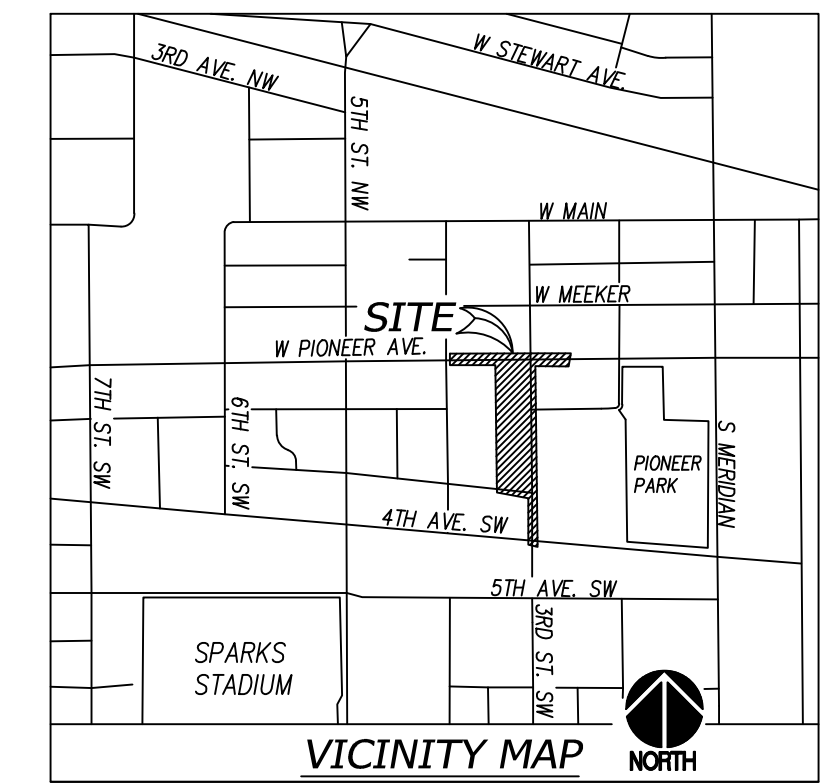 3RD AVE. NW
W STEWART AVE.
5TH ST. NW
W MAIN
W MEEKER
SITE
W PIONEER AVE.
7TH ST. SW
6TH ST. SW
S MERIDIAN
PIONEER
PARK
4TH AVE. SW
5TH AVE. SW
3RD ST. SW
SPARKS
STADIUM
VICINITY MAP
NORTH